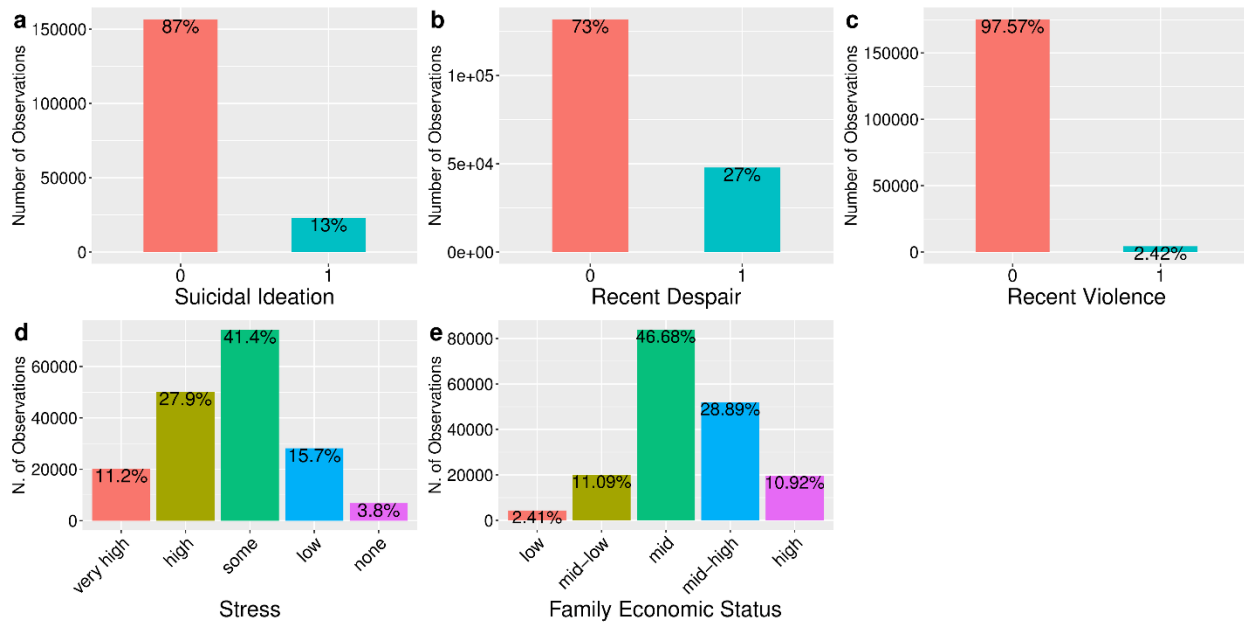 a
150000
100000
50000
0
Number of Observations
87%
13%
0 1
Suicidal Ideation
b
1e+05
5e+04
0e+00
Number of Observations
73%
27%
0 1
Recent Despair
c
150000
100000
50000
0
Number of Observations
97.57%
2.42%
0 1
Recent Violence
d
60000
40000
20000
0
N. of Observations
11.2%
27.9%
41.4%
15.7%
3.8%
very high
high
some
low
none
Stress
e
80000
60000
40000
20000
0
N. of Observations
2.41%
11.09%
46.68%
28.89%
10.92%
low
mid−low
mid
mid−high
high
Family Economic Status